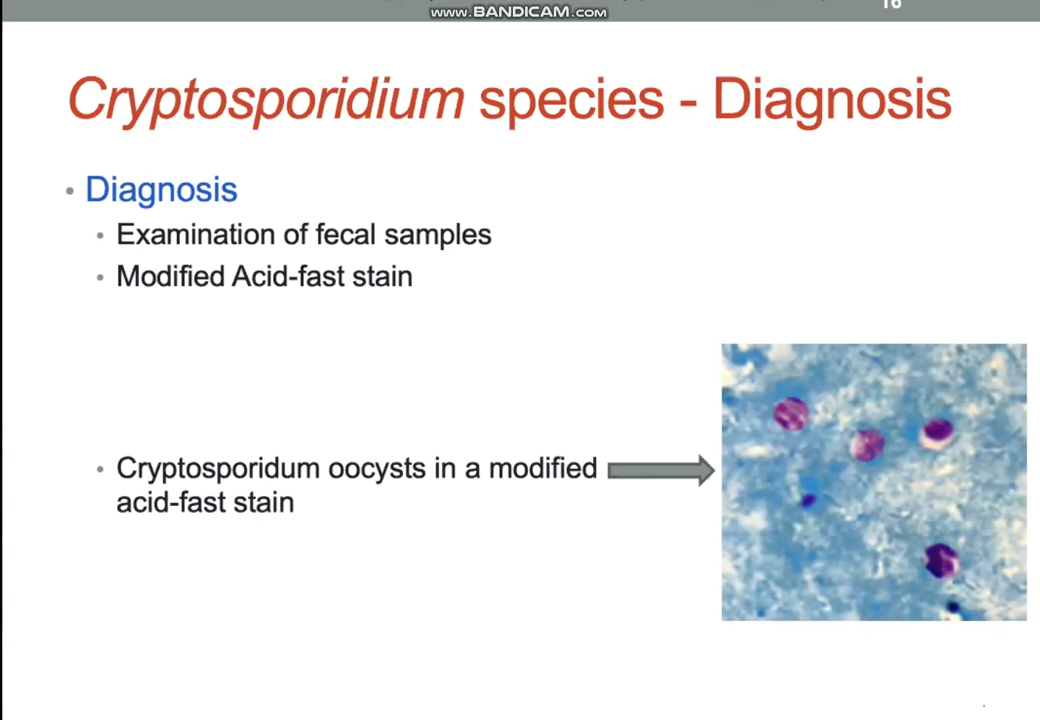 16
www.BANDICAM.com
Cryptosporidium species - Diagnosis
• Diagnosis
• Examination of fecal samples
• Modified Acid-fast stain
• Cryptosporidum oocysts in a modified
acid-fast stain